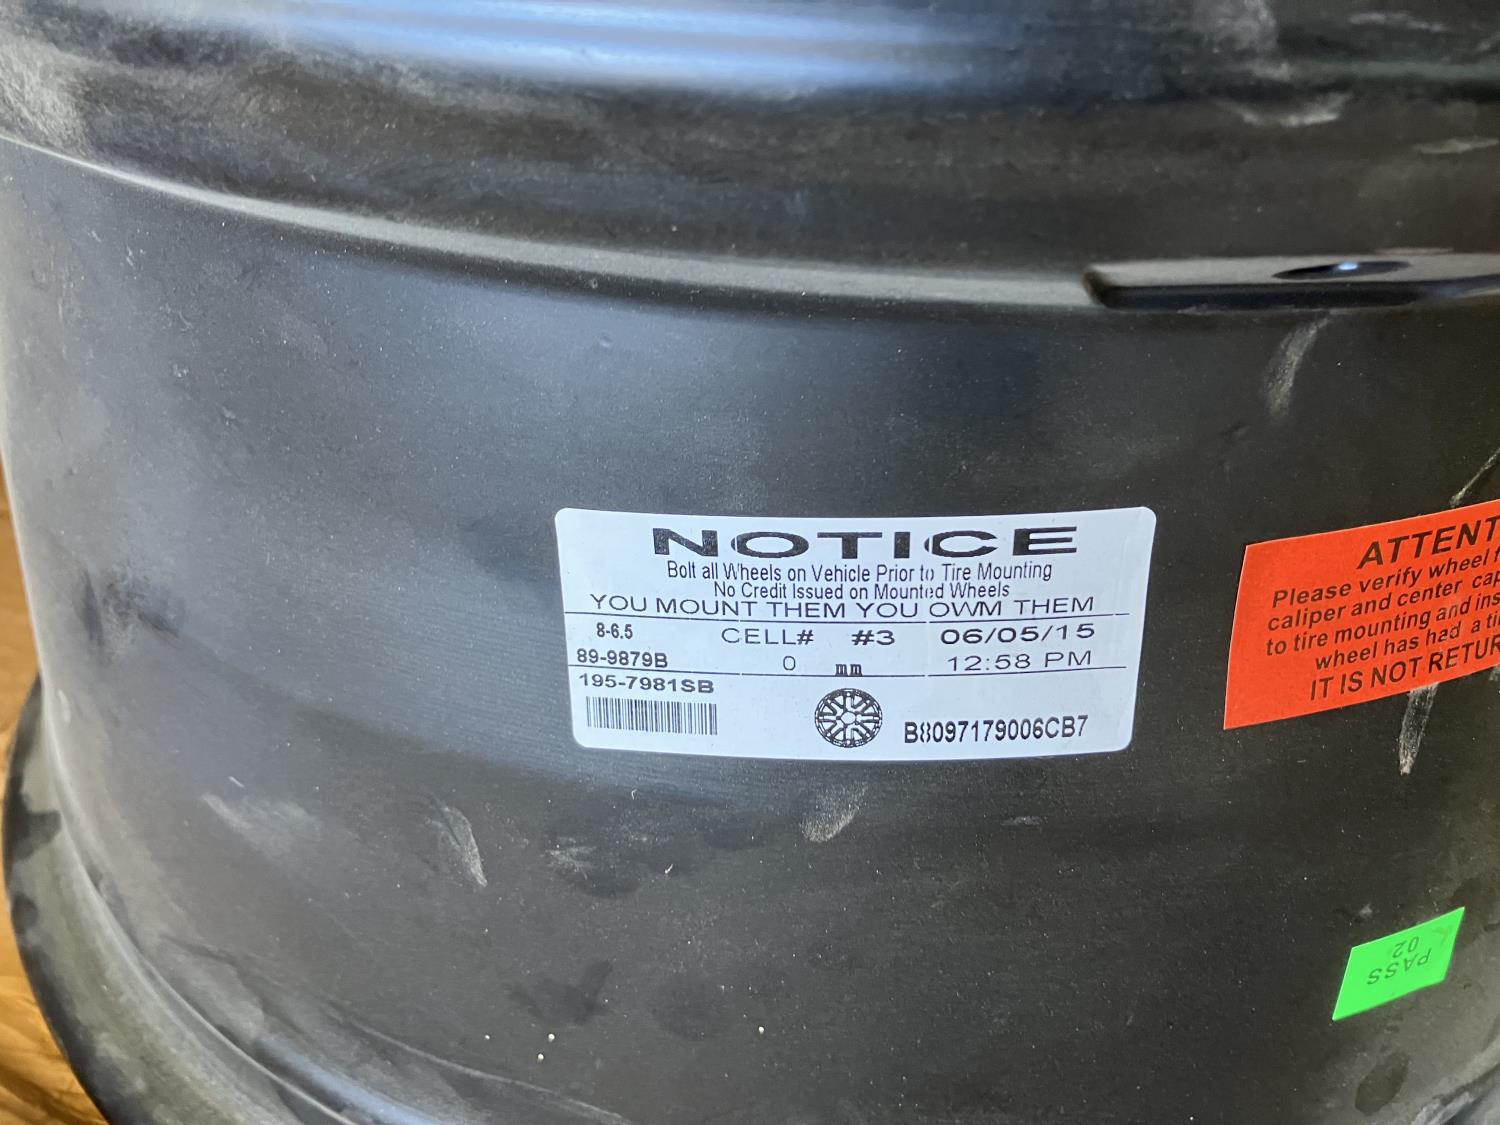 NOTICE
Bolt all Wheels on Vehicle Prior to Tire Mounting
No Credit Issued on Mounted Wheels
YOU MOUNT THEM YOU OWM THEM
8-6.5 CELL# #3 06/05/15
89-9879B 0 mm 12:58 PM
195-7981SB
B8097179006CB7
ATTENT
Please verify wheel f
caliper and center cap
to tire mounting and ins
wheel has had a ti
IT IS NOT RETUR
PASS
02